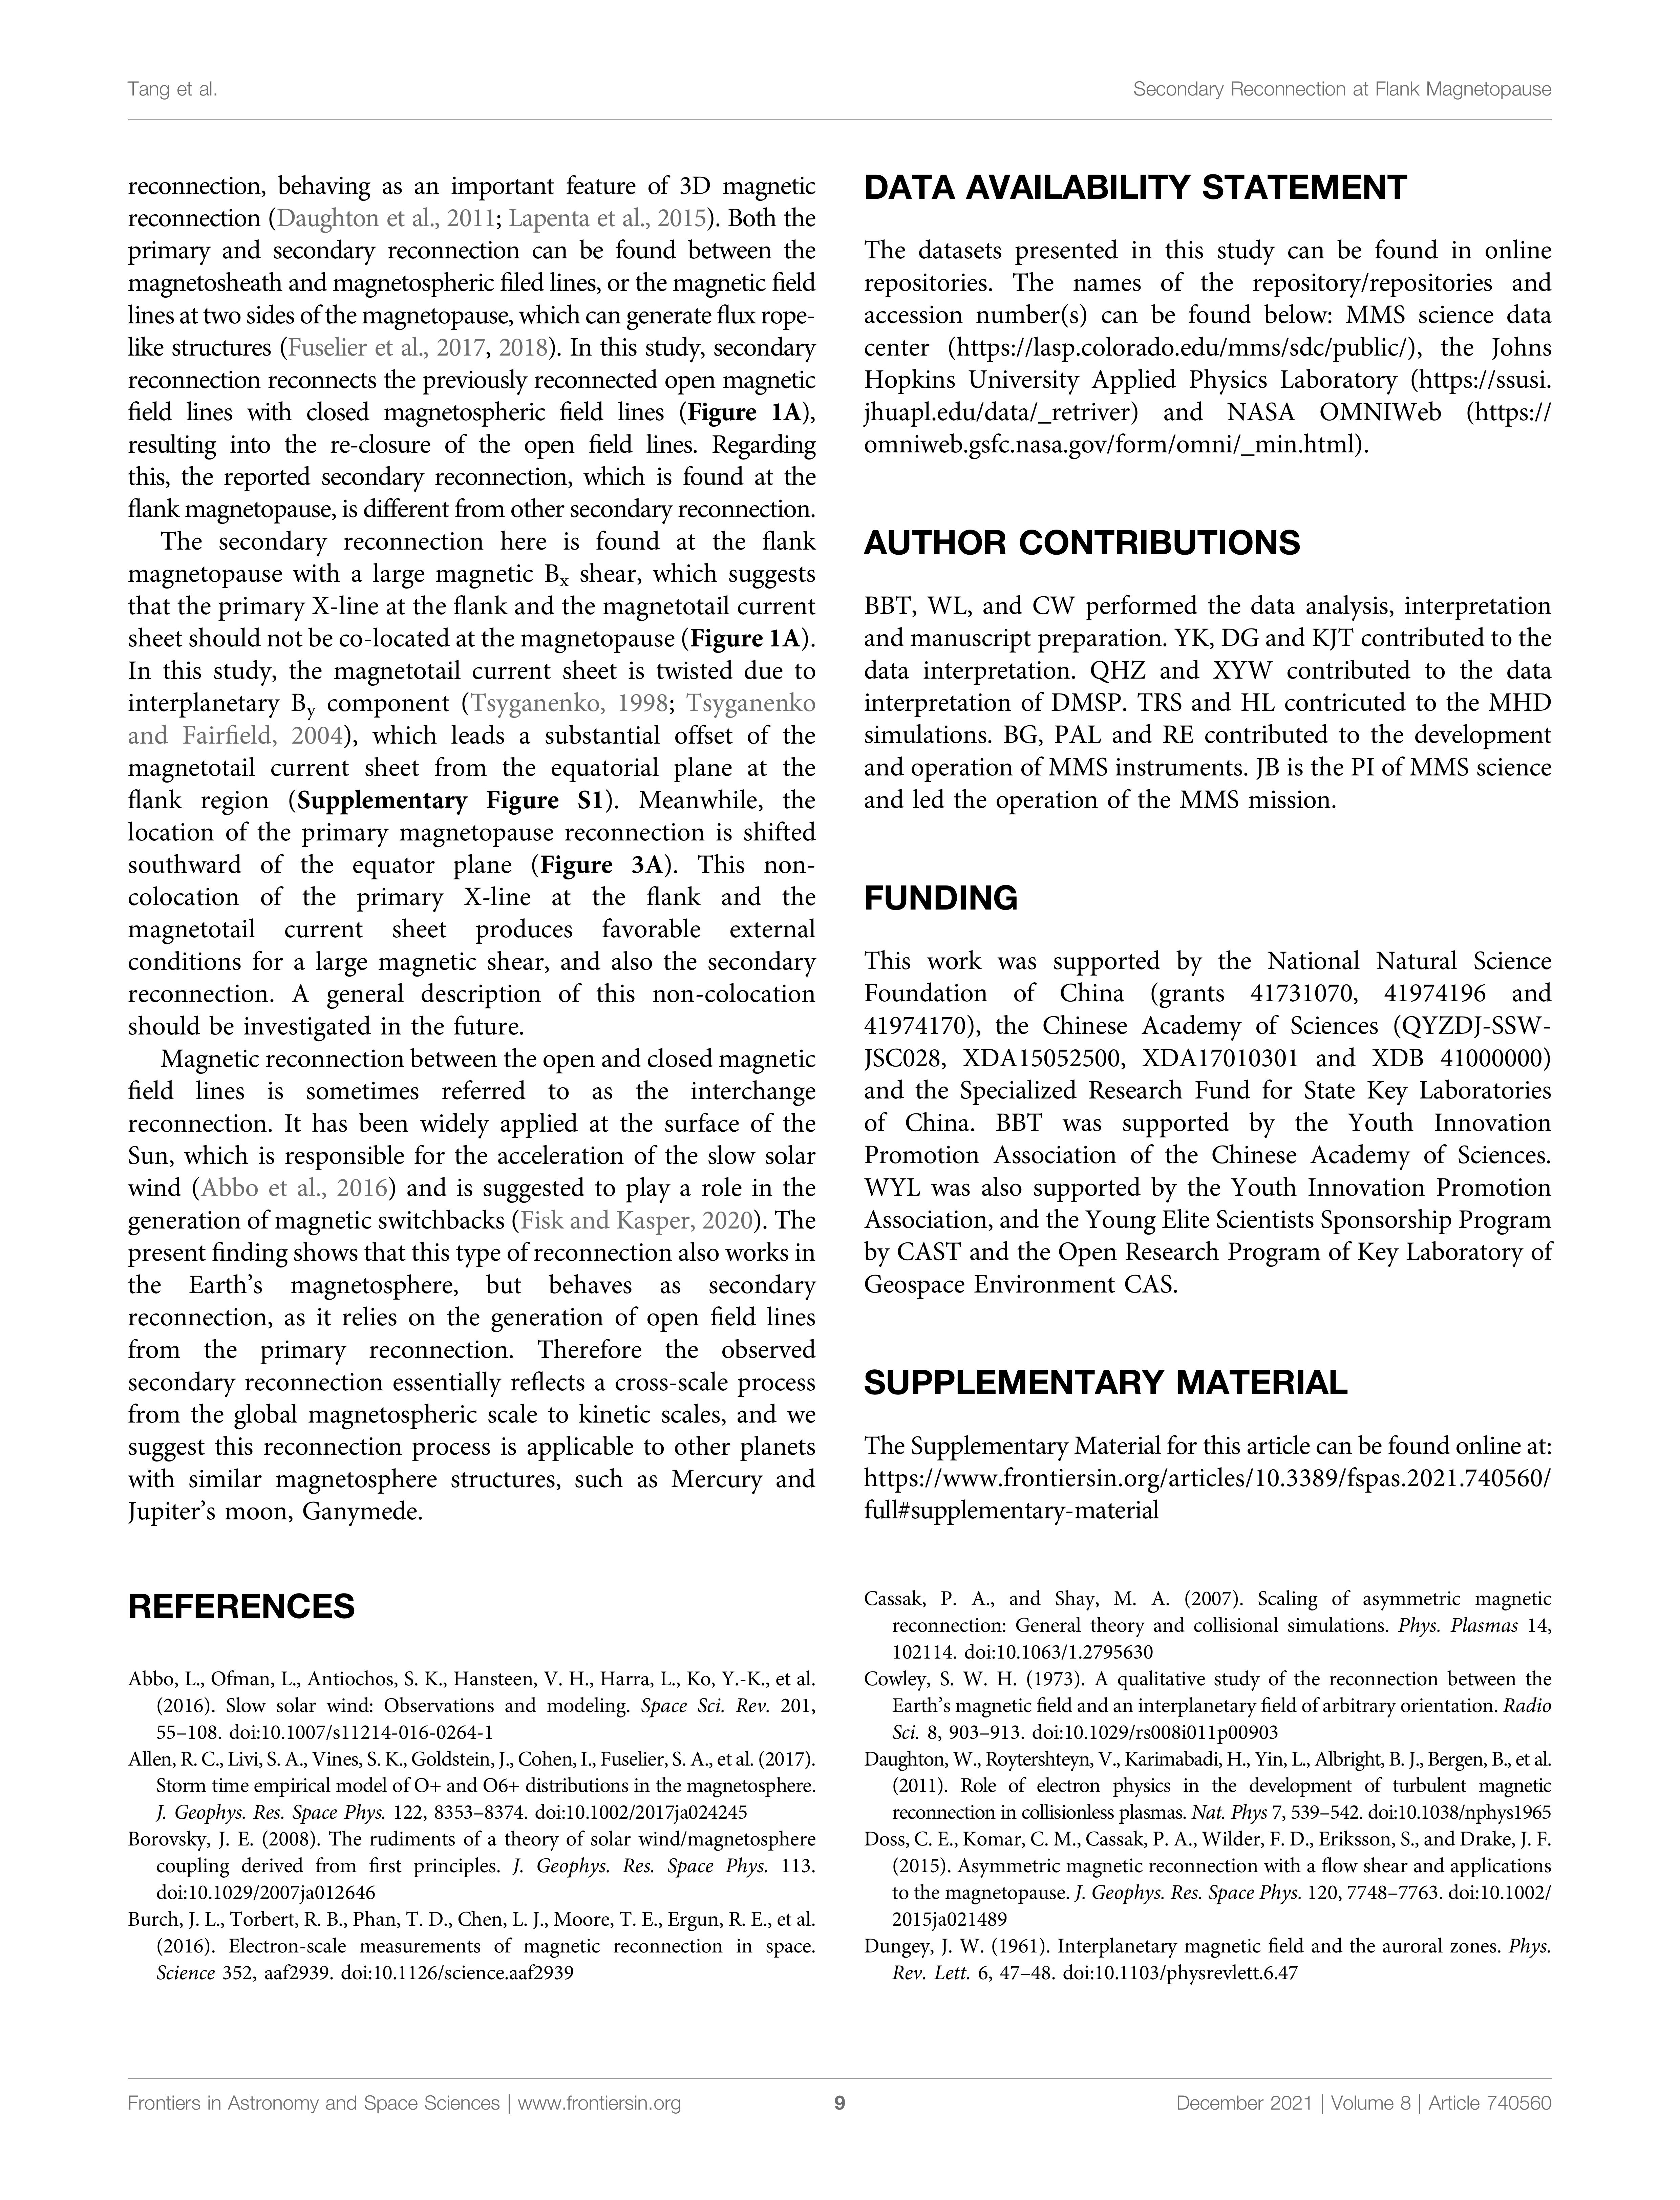 Tang et al.
Secondary Reconnection at Flank Magnetopause
reconnection, behaving as an important feature of 3D magnetic
reconnection (Daughton et al., 2011; Lapenta et al., 2015). Both the
primary and secondary reconnection can be found between the
magnetosheath and magnetospheric filed lines, or the magnetic field
lines at two sides of the magnetopause, which can generate flux rope-
like structures (Fuselier et al., 2017, 2018). In this study, secondary
reconnection reconnects the previously reconnected open magnetic
field lines with closed magnetospheric field lines (Figure 1A),
resulting into the re-closure of the open field lines. Regarding
this, the reported secondary reconnection, which is found at the
flank magnetopause, is different from other secondary reconnection.
The secondary reconnection here is found at the flank
magnetopause with a large magnetic Bx shear, which suggests
that the primary X-line at the flank and the magnetotail current
sheet should not be co-located at the magnetopause (Figure 1A).
In this study, the magnetotail current sheet is twisted due to
interplanetary By component (Tsyganenko, 1998; Tsyganenko
and Fairfield, 2004), which leads a substantial offset of the
magnetotail current sheet from the equatorial plane at the
flank region (Supplementary Figure S1). Meanwhile, the
location of the primary magnetopause reconnection is shifted
southward of the equator plane (Figure 3A). This non-
colocation of the primary X-line at the flank and the
magnetotail current sheet produces favorable external
conditions for a large magnetic shear, and also the secondary
reconnection. A general description of this non-colocation
should be investigated in the future.
Magnetic reconnection between the open and closed magnetic
field lines is sometimes referred to as the interchange
reconnection. It has been widely applied at the surface of the
Sun, which is responsible for the acceleration of the slow solar
wind (Abbo et al., 2016) and is suggested to play a role in the
generation of magnetic switchbacks (Fisk and Kasper, 2020). The
present finding shows that this type of reconnection also works in
the Earth's magnetosphere, but behaves as secondary
reconnection, as it relies on the generation of open field lines
from the primary reconnection. Therefore the observed
secondary reconnection essentially reflects a cross-scale process
from the global magnetospheric scale to kinetic scales, and we
suggest this reconnection process is applicable to other planets
with similar magnetosphere structures, such as Mercury and
Jupiter's moon, Ganymede.
DATA AVAILABILITY STATEMENT
The datasets presented in this study can be found in online
repositories. The names of the repository/repositories and
accession number(s) can be found below: MMS science data
center (https://lasp.colorado.edu/mms/sdc/public/), the Johns
Hopkins University Applied Physics Laboratory (https://ssusi.
jhuapl.edu/data/_retriver) and NASA OMNIWeb (https://
omniweb.gsfc.nasa.gov/form/omni/_min.html).
AUTHOR CONTRIBUTIONS
BBT, WL, and CW performed the data analysis, interpretation
and manuscript preparation. YK, DG and KJT contributed to the
data interpretation. QHZ and XYW contributed to the data
interpretation of DMSP. TRS and HL contricuted to the MHD
simulations. BG, PAL and RE contributed to the development
and operation of MMS instruments. JB is the PI of MMS science
and led the operation of the MMS mission.
FUNDING
This work was supported by the National Natural Science
Foundation of China (grants 41731070, 41974196 and
41974170), the Chinese Academy of Sciences (QYZDJ-SSW-
JSC028, XDA15052500, XDA17010301 and XDB 41000000)
and the Specialized Research Fund for State Key Laboratories
of China. BBT was supported by the Youth Innovation
Promotion Association of the Chinese Academy of Sciences.
WYL was also supported by the Youth Innovation Promotion
Association, and the Young Elite Scientists Sponsorship Program
by CAST and the Open Research Program of Key Laboratory of
Geospace Environment CAS.
SUPPLEMENTARY MATERIAL
The Supplementary Material for this article can be found online at:
https://www.frontiersin.org/articles/10.3389/fspas.2021.740560/
full#supplementary-material
REFERENCES
Abbo, L., Ofman, L., Antiochos, S. K., Hansteen, V. H., Harra, L., Ko, Y.-K., et al.
(2016). Slow solar wind: Observations and modeling. Space Sci. Rev. 201,
55–108. doi:10.1007/s11214-016-0264-1
Allen, R. C., Livi, S. A., Vines, S. K., Goldstein, J., Cohen, I., Fuselier, S. A., et al. (2017).
Storm time empirical model of O+ and O6+ distributions in the magnetosphere.
J. Geophys. Res. Space Phys. 122, 8353–8374. doi:10.1002/2017ja024245
Borovsky, J. E. (2008). The rudiments of a theory of solar wind/magnetosphere
coupling derived from first principles. J. Geophys. Res. Space Phys. 113.
doi:10.1029/2007ja012646
Burch, J. L., Torbert, R. B., Phan, T. D., Chen, L. J., Moore, T. E., Ergun, R. E., et al.
(2016). Electron-scale measurements of magnetic reconnection in space.
Science 352, aaf2939. doi:10.1126/science.aaf2939
Cassak, P. A., and Shay, M. A. (2007). Scaling of asymmetric magnetic
reconnection: General theory and collisional simulations. Phys. Plasmas 14,
102114. doi:10.1063/1.2795630
Cowley, S. W. H. (1973). A qualitative study of the reconnection between the
Earth's magnetic field and an interplanetary field of arbitrary orientation. Radio
Sci. 8, 903–913. doi:10.1029/rs008i011p00903
Daughton, W., Roytershteyn, V., Karimabadi, H., Yin, L., Albright, B. J., Bergen, B., et al.
(2011). Role of electron physics in the development of turbulent magnetic
reconnection in collisionless plasmas. Nat. Phys 7, 539–542. doi:10.1038/nphys1965
Doss, C. E., Komar, C. M., Cassak, P. A., Wilder, F. D., Eriksson, S., and Drake, J. F.
(2015). Asymmetric magnetic reconnection with a flow shear and applications
to the magnetopause. J. Geophys. Res. Space Phys. 120, 7748–7763. doi:10.1002/
2015ja021489
Dungey, J. W. (1961). Interplanetary magnetic field and the auroral zones. Phys.
Rev. Lett. 6, 47–48. doi:10.1103/physrevlett.6.47
Frontiers in Astronomy and Space Sciences | www.frontiersin.org
9
December 2021 | Volume 8 | Article 740560